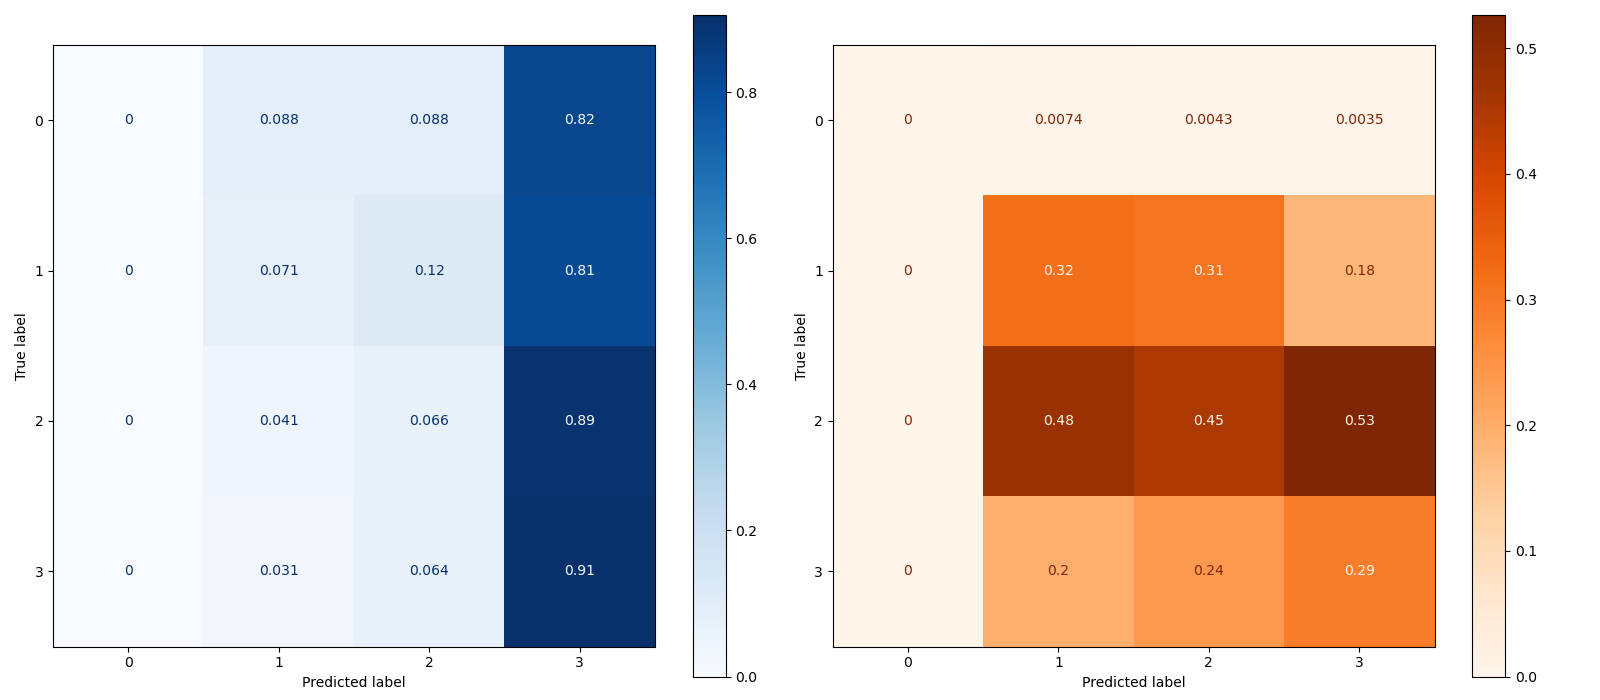 0 0 0.088 0.088 0.82
1 0 0.071 0.12 0.81
2 0 0.041 0.066 0.89
3 0 0.031 0.064 0.91
0 1 2 3
True label
Predicted label
0.8
0.6
0.4
0.2
0.0
0 0 0.0074 0.0043 0.0035
1 0 0.32 0.31 0.18
2 0 0.48 0.45 0.53
3 0 0.2 0.24 0.29
0 1 2 3
True label
Predicted label
0.5
0.4
0.3
0.2
0.1
0.0